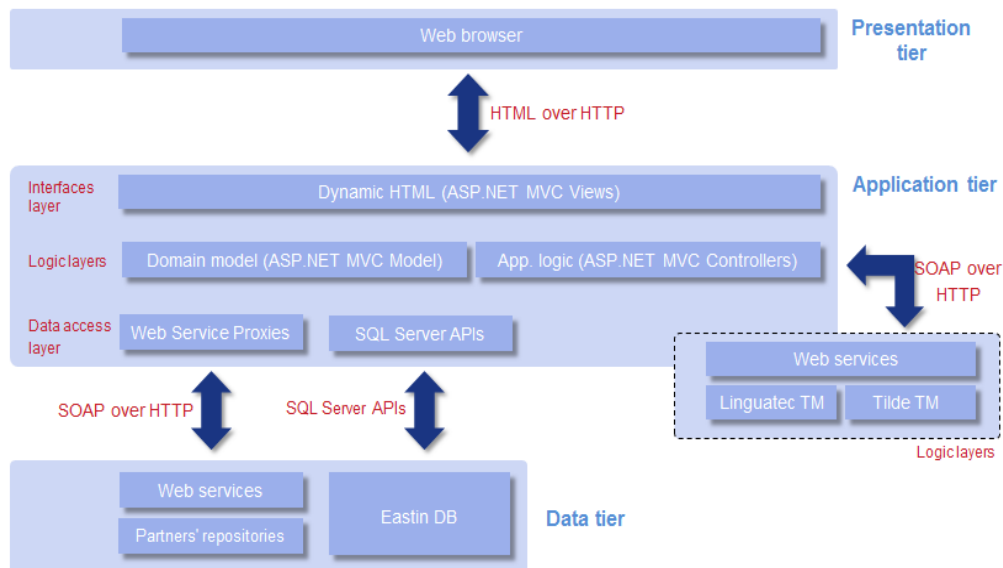 Web browser
Presentation
tier
HTML over HTTP
Interfaces
layer
Dynamic HTML (ASP.NET MVC Views)
Application tier
Logic layers
Domain model (ASP.NET MVC Model)
App. logic (ASP.NET MVC Controllers)
SOAP over
HTTP
Data access
layer
Web Service Proxies
SQL Server APIs
Web services
Linguatec TM
Tilde TM
Logic layers
SOAP over HTTP
SQL Server APIs
Web services
Partners' repositories
Eastin DB
Data tier